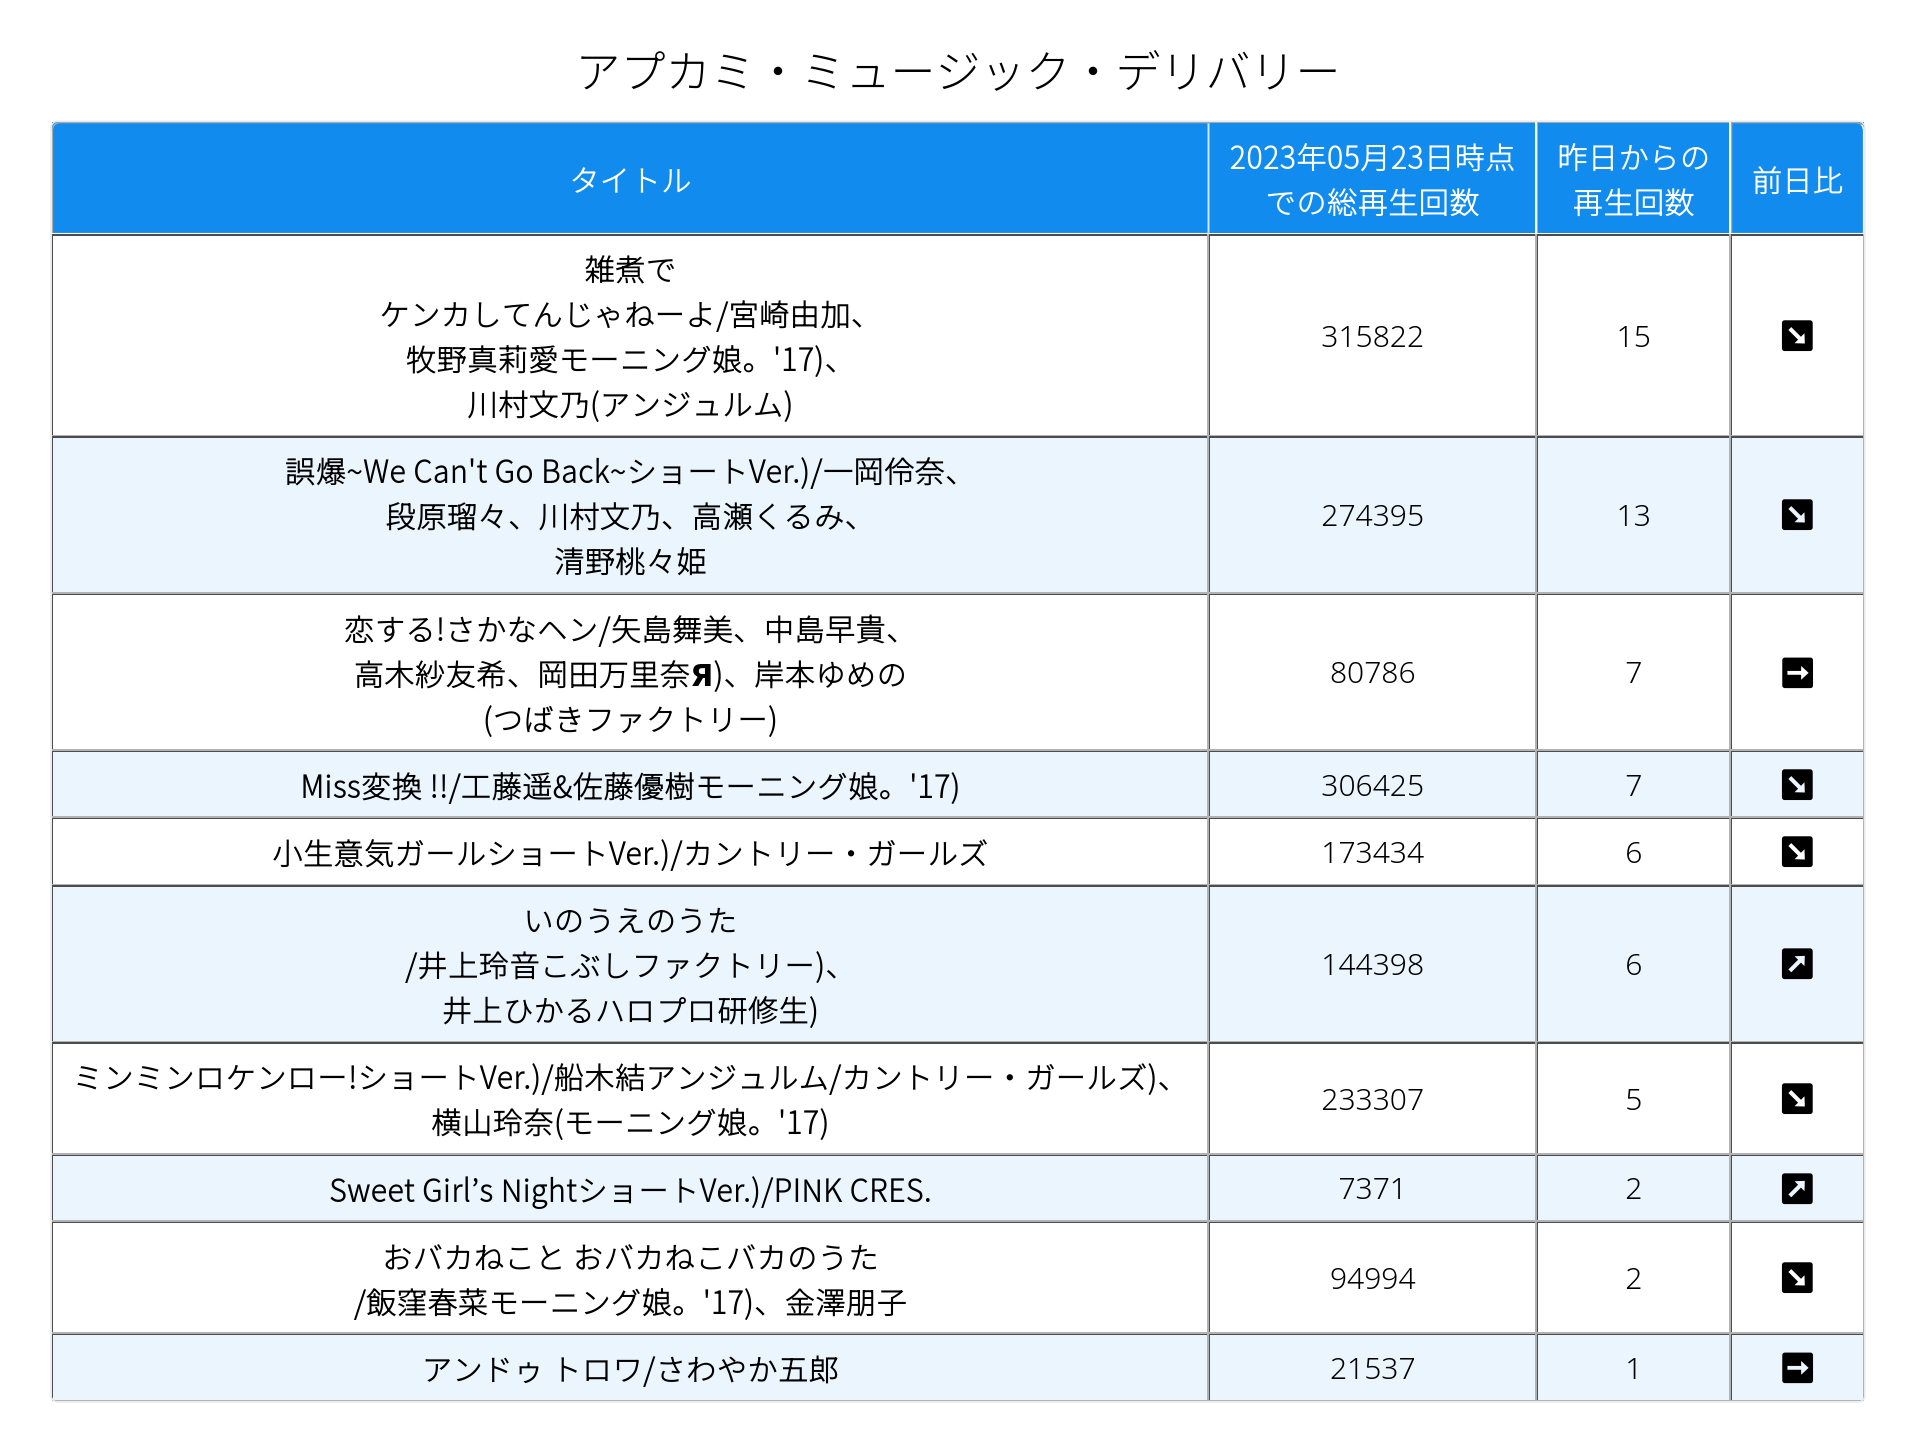 アプカミ・ミュージック・デリバリー
タイトル
2023年05月23日時点
での総再生回数
昨日からの
再生回数
前日比
雑煮で
ケンカしてんじゃねーよ/宮崎由加、
牧野真莉愛モーニング娘。'17)、
川村文乃(アンジュルム)
315822
15
誤爆~We Can't Go Back~ショートVer.)/一岡伶奈、
段原瑠々、川村文乃、高瀬くるみ、
清野桃々姫
274395
13
恋する!さかなヘン/矢島舞美、中島早貴、
高木紗友希、岡田万里奈Я)、岸本ゆめの
(つばきファクトリー)
80786
7
Miss変換 !!/工藤遥&佐藤優樹モーニング娘。'17)
306425
7
小生意気ガールショートVer.)/カントリー・ガールズ
173434
6
いのうえのうた
/井上玲音こぶしファクトリー)、
井上ひかるハロプロ研修生)
144398
6
ミンミンロケンロー!ショートVer.)/船木結アンジュルム/カントリー・ガールズ)、
横山玲奈(モーニング娘。'17)
233307
5
Sweet Girl’s NightショートVer.)/PINK CRES.
7371
2
おバカねこと おバカねこバカのうた
/飯窪春菜モーニング娘。'17)、金澤朋子
94994
2
アンドゥ トロワ/さわやか五郎
21537
1